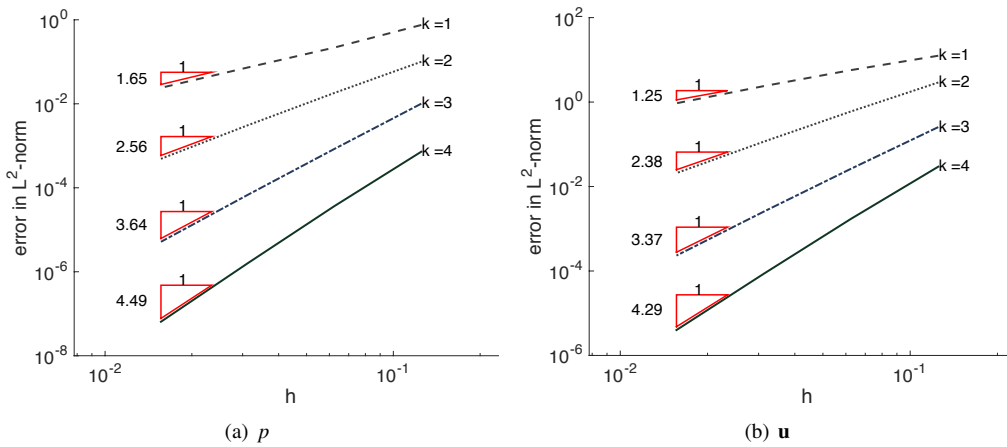 10^0
10^-2
10^-4
10^-6
10^-8
error in L^2-norm
k =1
k =2
k =3
k =4
1
1.65
1
2.56
1
3.64
1
4.49
10^-2
10^-1
h
(a) p
10^2
10^0
10^-2
10^-4
10^-6
error in L^2-norm
k =1
k =2
k =3
k =4
1
1.25
1
2.38
1
3.37
1
4.29
10^-2
10^-1
h
(b) u